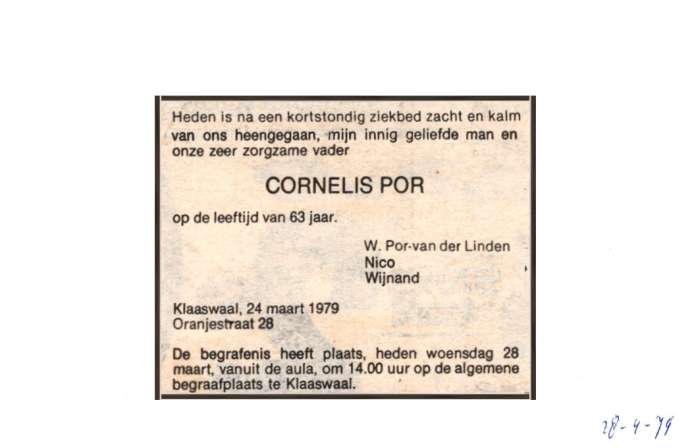 Heden is na een kortstondig ziekbed zacht en kalm
van ons heengegaan, mijn innig geliefde man en
onze zeer zorgzame vader
CORNELIS POR
op de leeftijd van 63 jaar.
W. Por-van der Linden
Nico
Wijnand
Klaaswaal, 24 maart 1979
Oranjestraat 28
De begrafenis heeft plaats, heden woensdag 28
maart, vanuit de aula, om 14.00 uur op de algemene
begraafplaats te Klaaswaal.
28-4-79